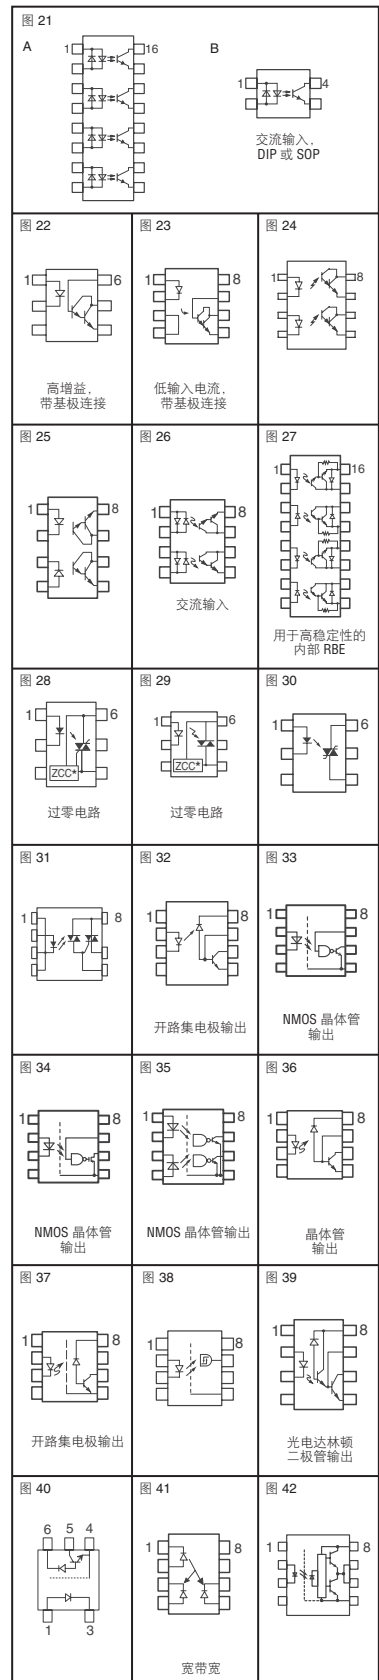 图 21
A
B
1
16
1
4
交流输入，
DIP 或 SOP
图 22
图 23
图 24
1
6
1
8
1
8
高增益，
带基极连接
低输入电流，
带基极连接
图 25
图 26
图 27
1
8
1
8
1
16
交流输入
用于高稳定性的
内部 RBE
图 28
图 29
图 30
1
6
ZCC*
1
6
ZCC*
1
6
过零电路
过零电路
图 31
图 32
图 33
1
8
1
8
1
8
开路集电极输出
NMOS 晶体管
输出
图 34
图 35
图 36
1
8
1
8
1
8
NMOS 晶体管
输出
NMOS 晶体管输出
晶体管
输出
图 37
图 38
图 39
1
8
1
8
1
8
开路集电极输出
光电达林顿
二极管输出
图 40
图 41
图 42
6 5 4
1 3
1
8
1
8
宽带宽